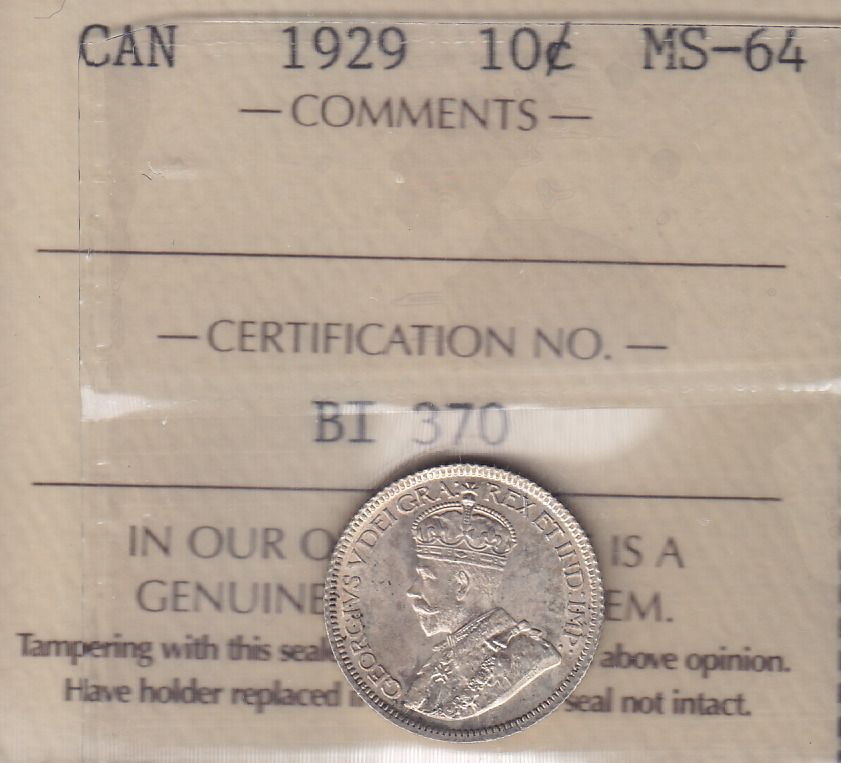 CAN 1929 10¢ MS-64
— COMMENTS —
— CERTIFICATION NO. —
BI 370
IN OUR O IS A
GENUINE EM.
Tampering with this seal above opinion.
Have holder replaced i seal not intact.
GEORGIVS V DEI GRA: REX ET IND: IMP: